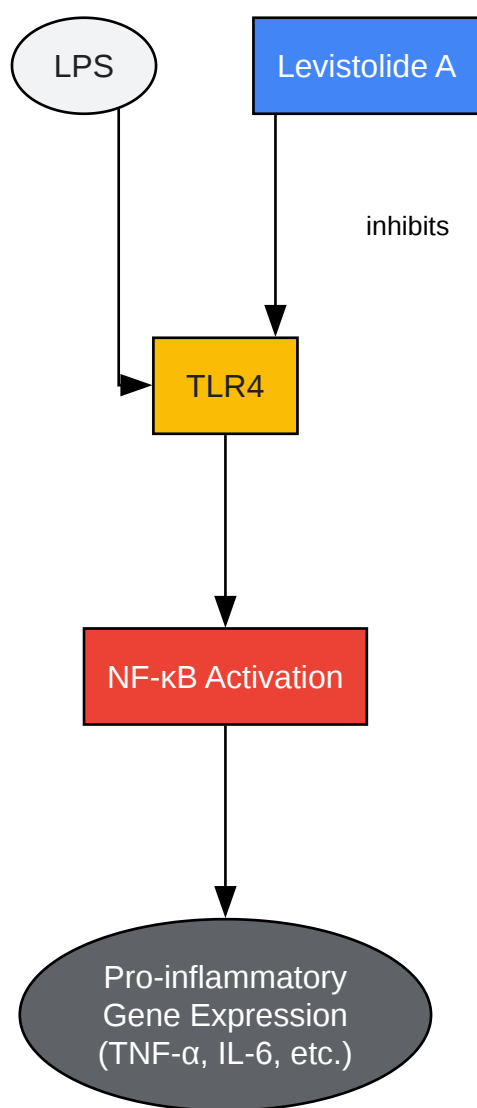 LPS
Levistolide A
inhibits
TLR4
NF-κB Activation
Pro-inflammatory
Gene Expression
(TNF-α, IL-6, etc.)